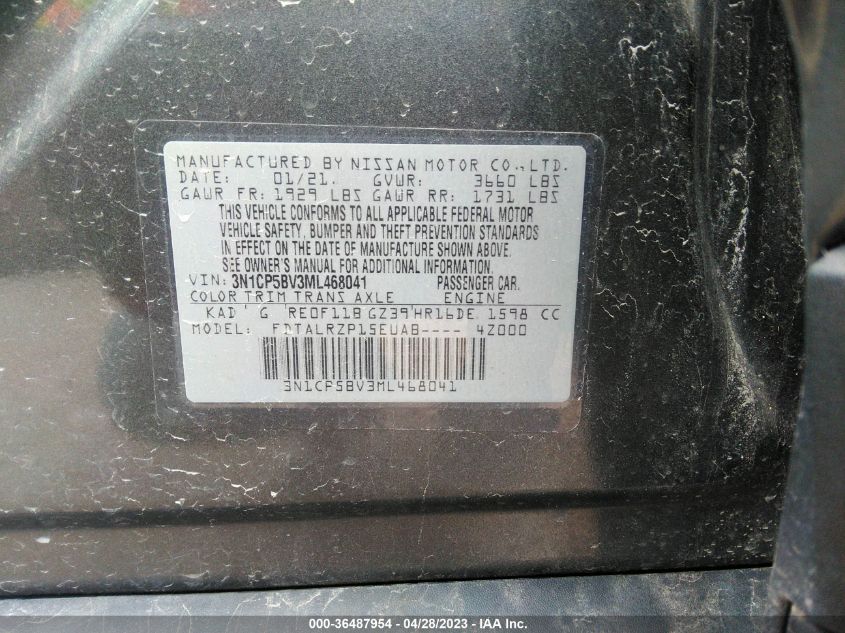 MANUFACTURED BY NISSAN MOTOR CO., LTD.
DATE: 01/21. GVWR: 3660 LBS
GAWR FR: 1929 LBS GAWR RR: 1731 LBS
THIS VEHICLE CONFORMS TO ALL APPLICABLE FEDERAL MOTOR
VEHICLE SAFETY, BUMPER AND THEFT PREVENTION STANDARDS
IN EFFECT ON THE DATE OF MANUFACTURE SHOWN ABOVE.
SEE OWNER'S MANUAL FOR ADDITIONAL INFORMATION.
VIN: 3N1CP5BV3ML468041 PASSENGER CAR.
COLOR TRIM TRANS AXLE ENGINE
KAD G RE0F11B GZ39 HR16DE 1598 CC
MODEL: FDTALRZP15EUAB---- 4Z000
3N1CP5BV3ML468041
000-36487954 - 04/28/2023 - IAA Inc.